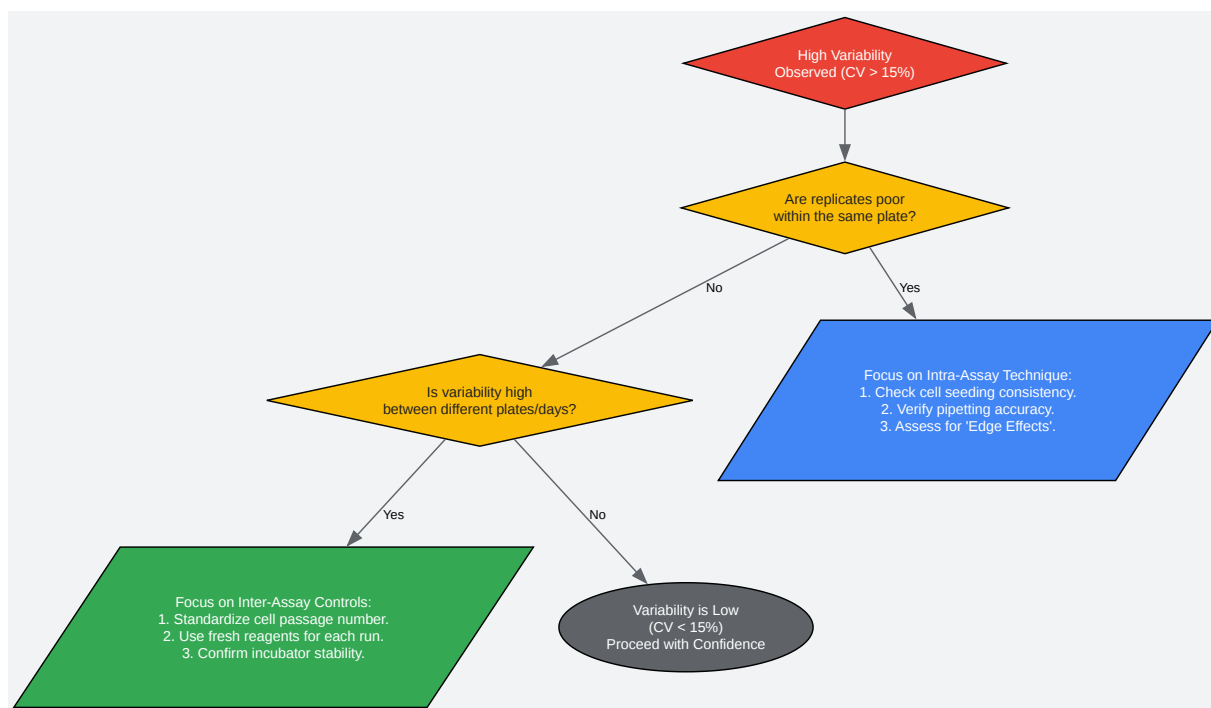 High Variability
Observed (CV > 15%)
Are replicates poor
within the same plate?
No
Yes
Is variability high
between different plates/days?
Focus on Intra-Assay Technique:
1. Check cell seeding consistency.
2. Verify pipetting accuracy.
3. Assess for 'Edge Effects'.
Yes
No
Focus on Inter-Assay Controls:
1. Standardize cell passage number.
2. Use fresh reagents for each run.
3. Confirm incubator stability.
Variability is Low
(CV < 15%)
Proceed with Confidence